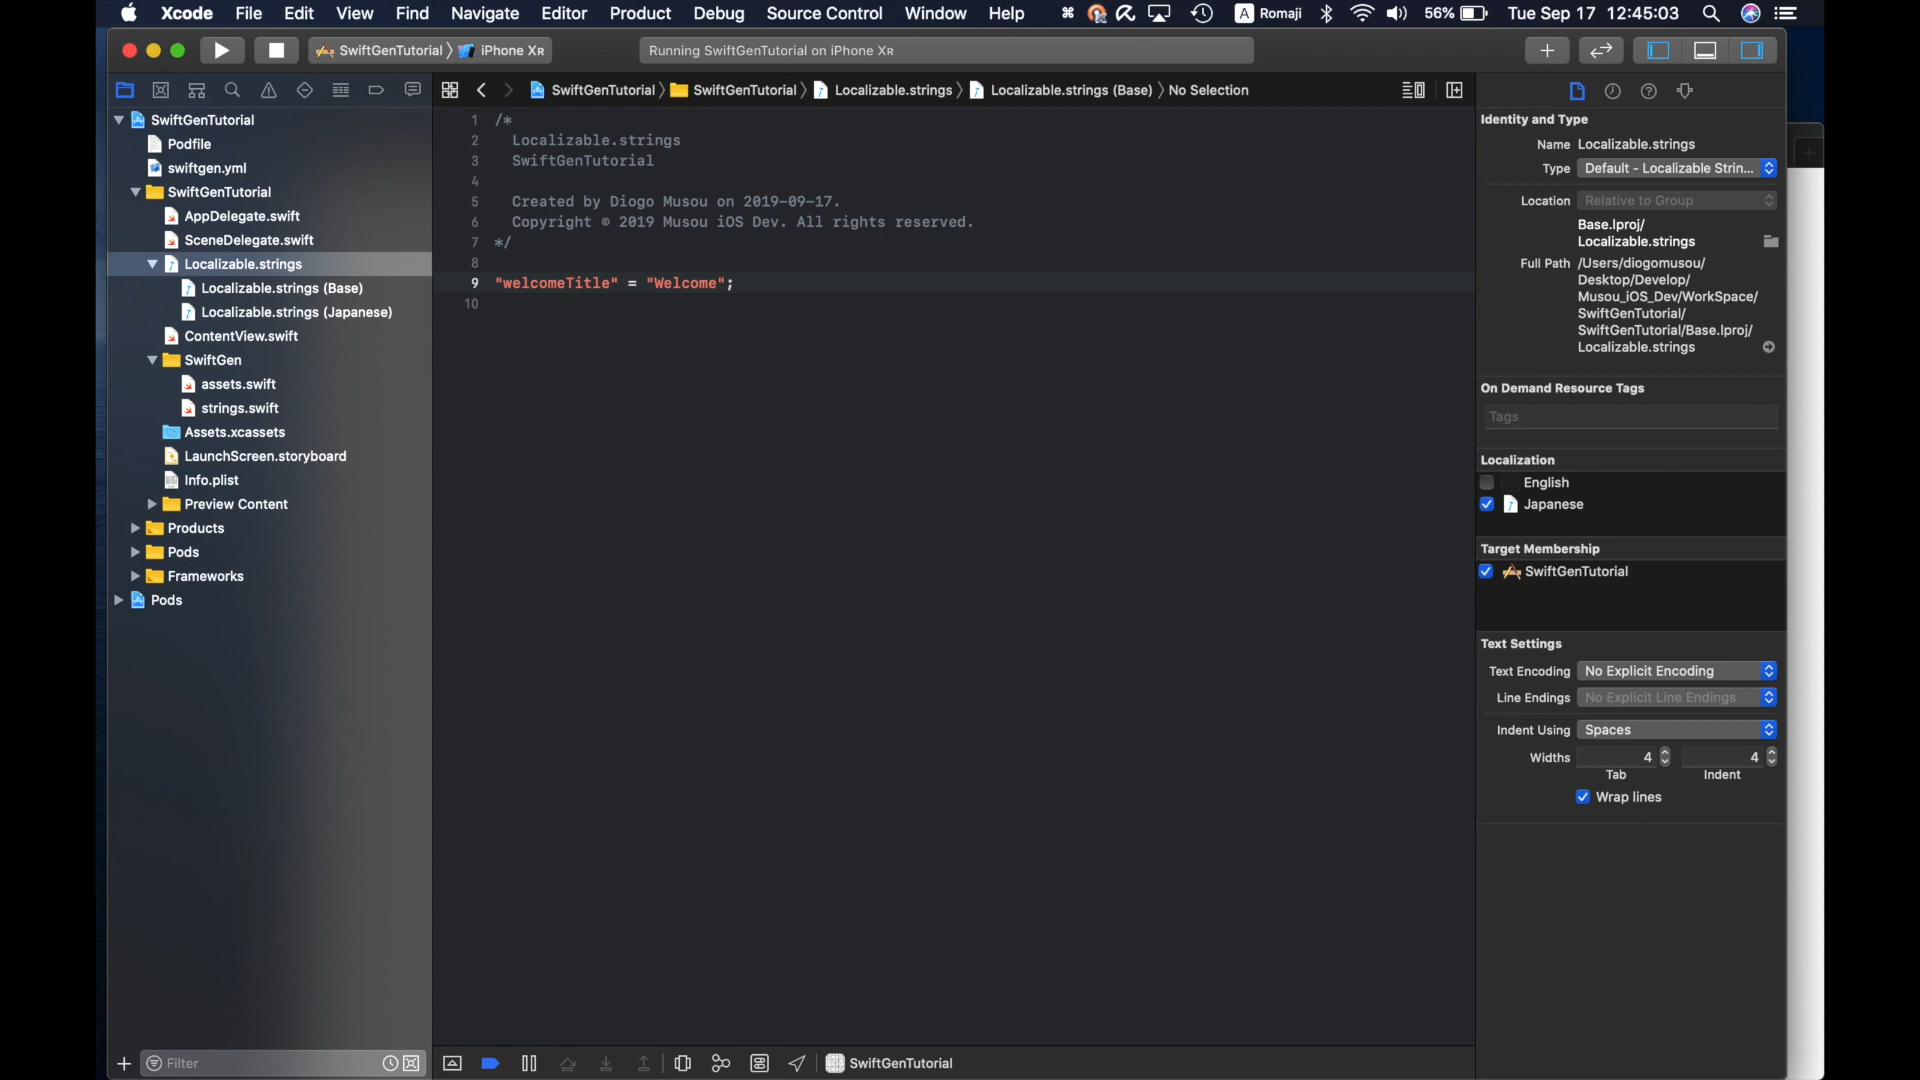 Xcode File Edit View Find Navigate Editor Product Debug Source Control Window Help A Romaji 56% Tue Sep 17 12:45:03
SwiftGenTutorial iPhone XR Running SwiftGenTutorial on iPhone XR
SwiftGenTutorial SwiftGenTutorial Localizable.strings Localizable.strings (Base) No Selection
SwiftGenTutorial
Podfile
swiftgen.yml
SwiftGenTutorial
AppDelegate.swift
SceneDelegate.swift
Localizable.strings
Localizable.strings (Base)
Localizable.strings (Japanese)
ContentView.swift
SwiftGen
assets.swift
strings.swift
Assets.xcassets
LaunchScreen.storyboard
Info.plist
Preview Content
Products
Pods
Frameworks
Pods
Filter
1 /*
2 Localizable.strings
3 SwiftGenTutorial
4
5 Created by Diogo Musou on 2019-09-17.
6 Copyright © 2019 Musou iOS Dev. All rights reserved.
7 */
8
9 "welcomeTitle" = "Welcome";
10
SwiftGenTutorial
Identity and Type
Name Localizable.strings
Type Default - Localizable Strin...
Location Relative to Group
Base.lproj/
Localizable.strings
Full Path /Users/diogomusou/
Desktop/Develop/
Musou_iOS_Dev/WorkSpace/
SwiftGenTutorial/
SwiftGenTutorial/Base.lproj/
Localizable.strings
On Demand Resource Tags
Tags
Localization
English
Japanese
Target Membership
SwiftGenTutorial
Text Settings
Text Encoding No Explicit Encoding
Line Endings No Explicit Line Endings
Indent Using Spaces
Widths 4 4
Tab Indent
Wrap lines